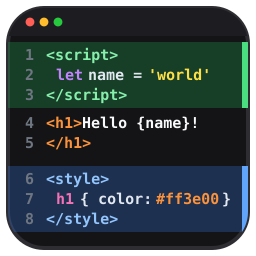 1 <script>
2 let name = 'world'
3 </script>
4 <h1>Hello {name}!
5 </h1>
6 <style>
7 h1 { color:#ff3e00 }
8 </style>